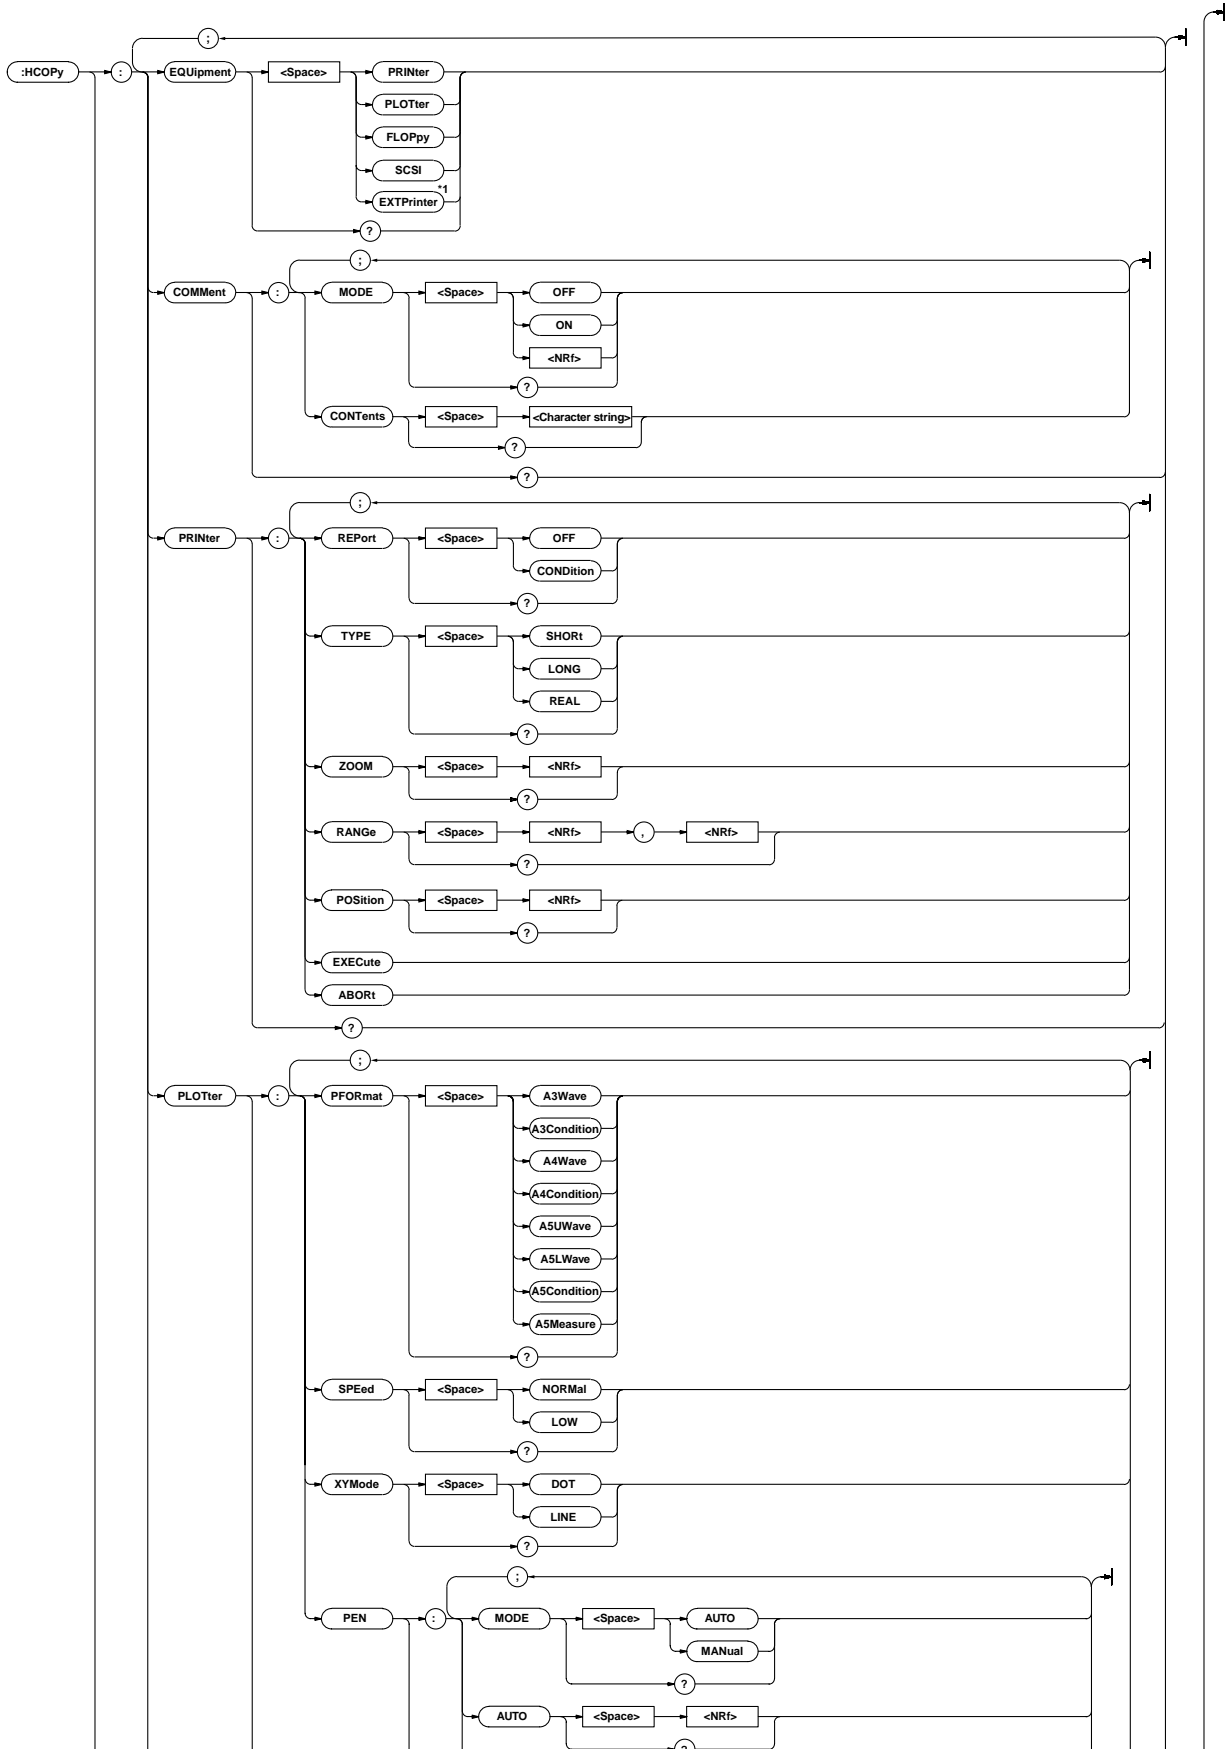 ;
:HCOPy : EQUipment <Space> PRINter
PLOTter
FLOPpy
SCSI
EXTPrinter *1
?
;
COMMent : MODE <Space> OFF
ON
<NRf>
?
CONTents <Space> <Character string>
?
?
;
PRINter : REPort <Space> OFF
CONDition
?
TYPE <Space> SHORt
LONG
REAL
?
ZOOM <Space> <NRf>
?
RANGe <Space> <NRf> , <NRf>
?
POSition <Space> <NRf>
?
EXECute
ABORt
?
;
PLOTter : PFORmat <Space> A3Wave
A3Condition
A4Wave
A4Condition
A5UWave
A5LWave
A5Condition
A5Measure
?
SPEed <Space> NORMal
LOW
?
XYMode <Space> DOT
LINE
?
;
PEN : MODE <Space> AUTO
MANual
?
AUTO <Space> <NRf>
?